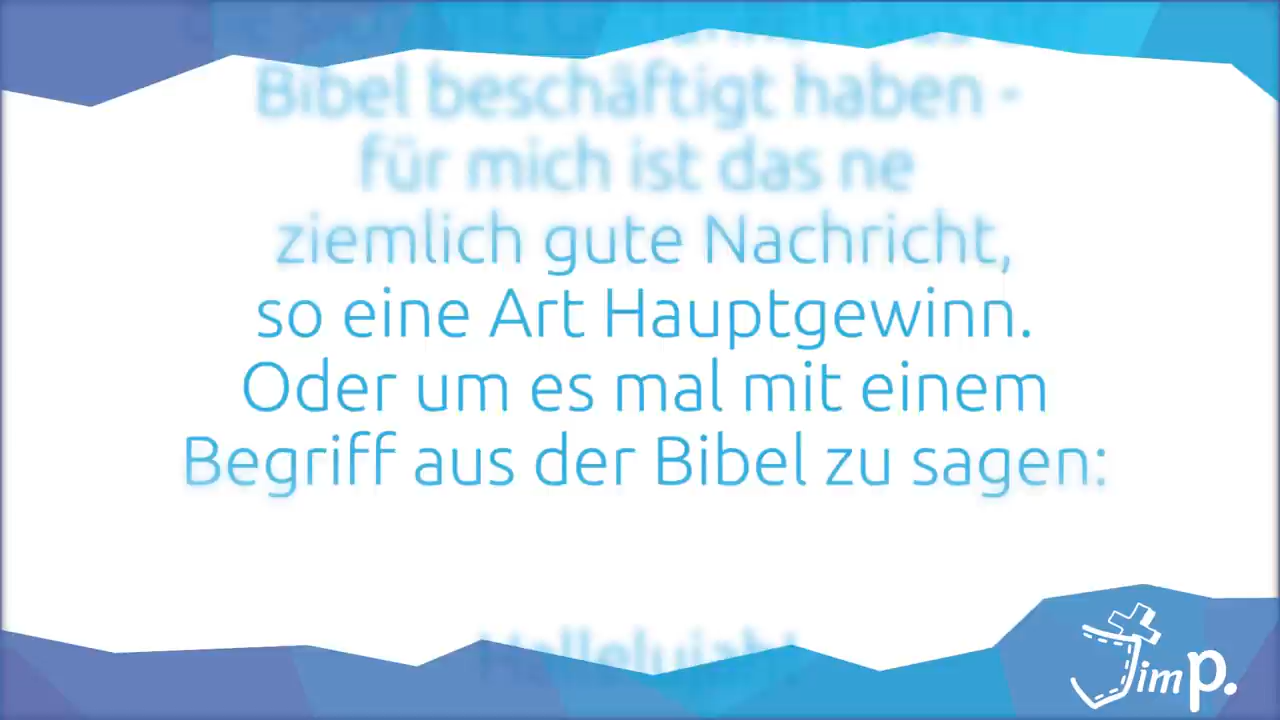 Bibel beschäftigt haben -
für mich ist das ne
ziemlich gute Nachricht,
so eine Art Hauptgewinn.
Oder um es mal mit einem
Begriff aus der Bibel zu sagen:
Jim P.